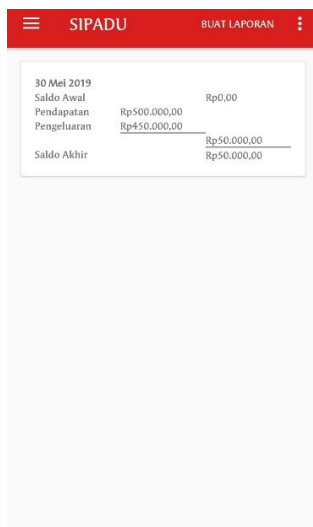 SIPADU BUAT LAPORAN
30 Mei 2019
Saldo Awal Rp0,00
Pendapatan Rp500.000,00
Pengeluaran Rp450.000,00
Rp50.000,00
Saldo Akhir Rp50.000,00